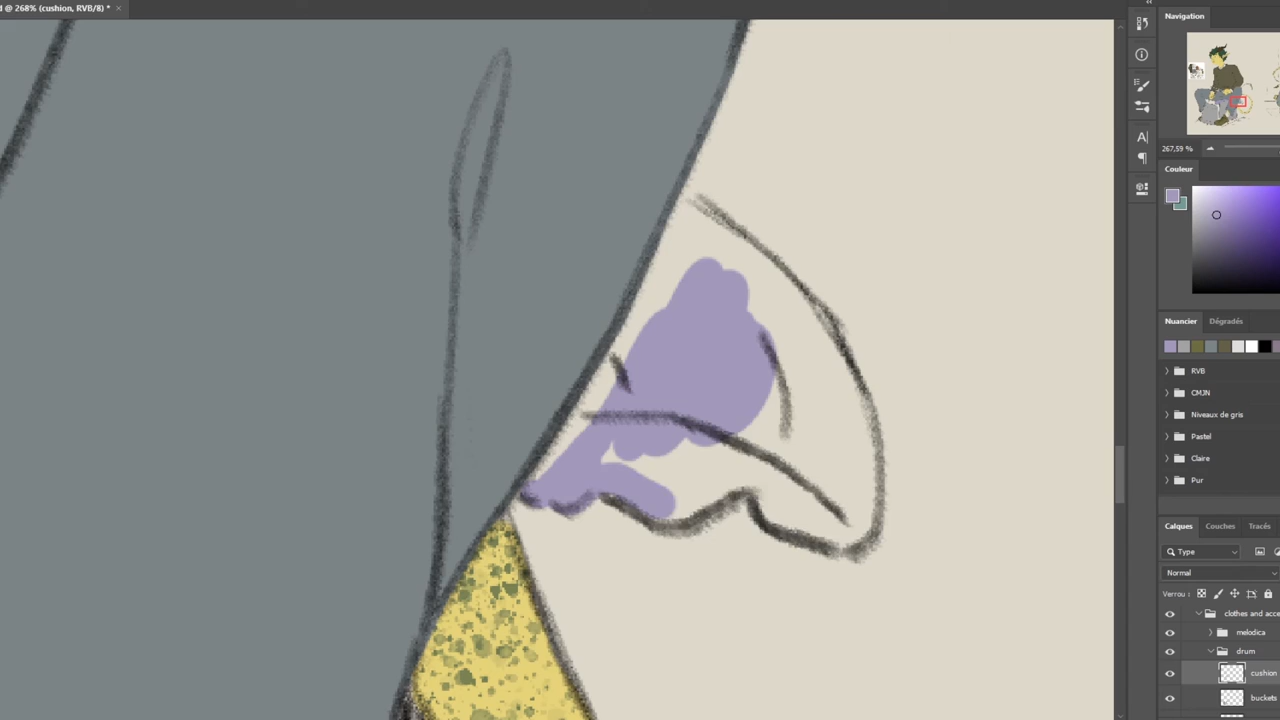 d @ 268% (cushion, RVB/8) * ×
Navigation
267,59 %
Couleur
Nuancier Dégradés
RVB
CMJN
Niveaux de gris
Pastel
Claire
Pur
Calques Couches Tracés
Type
Normal
Verrou :
clothes and acce
melodica
drum
cushion
buckets